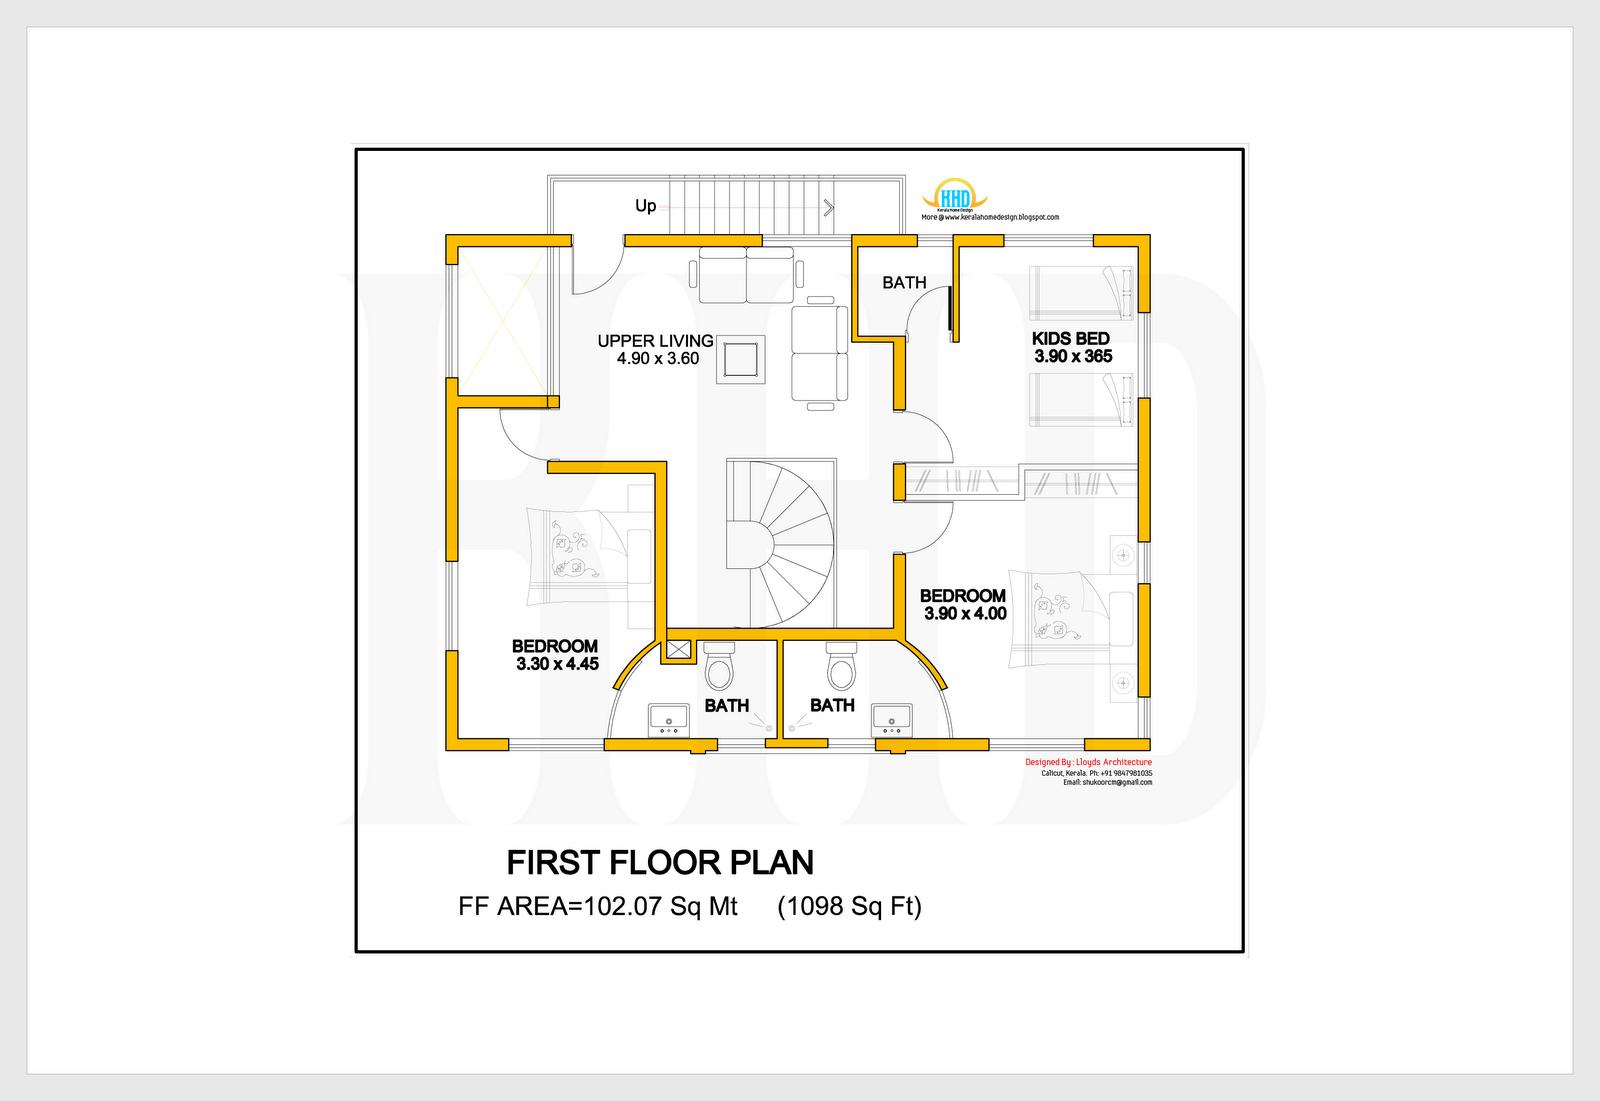 Up
KHD
Kerala Home Design
More @ www.keralahomedesign.blogspot.com
BATH
UPPER LIVING
4.90 x 3.60
KIDS BED
3.90 x 365
BEDROOM
3.90 x 4.00
BEDROOM
3.30 x 4.45
BATH
BATH
Designed By : Lloyds Architecture
Calicut, Kerala. Ph: +91 9847981035
Email: shukoorcm@gmail.com
FIRST FLOOR PLAN
FF AREA=102.07 Sq Mt (1098 Sq Ft)
KHD